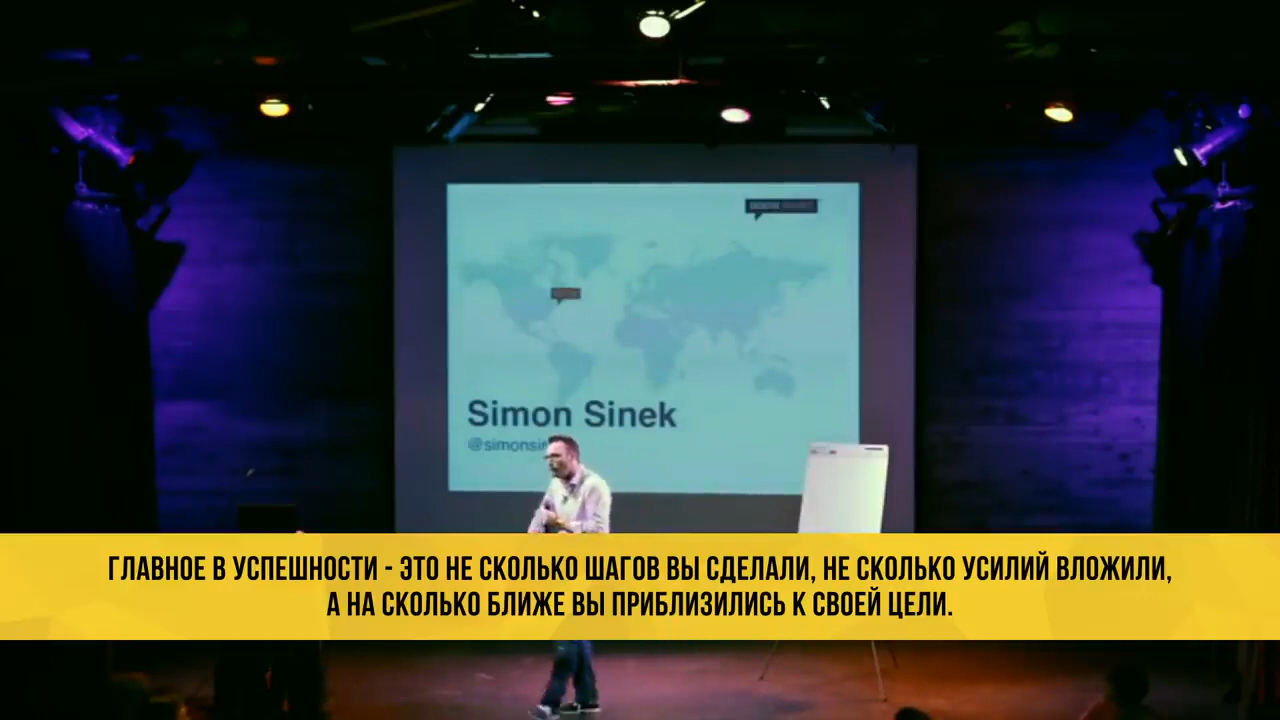 Simon Sinek
@simonsi
ГЛАВНОЕ В УСПЕШНОСТИ - ЭТО НЕ СКОЛЬКО ШАГОВ ВЫ СДЕЛАЛИ, НЕ СКОЛЬКО УСИЛИЙ ВЛОЖИЛИ,
А НА СКОЛЬКО БЛИЖЕ ВЫ ПРИБЛИЗИЛИСЬ К СВОЕЙ ЦЕЛИ.